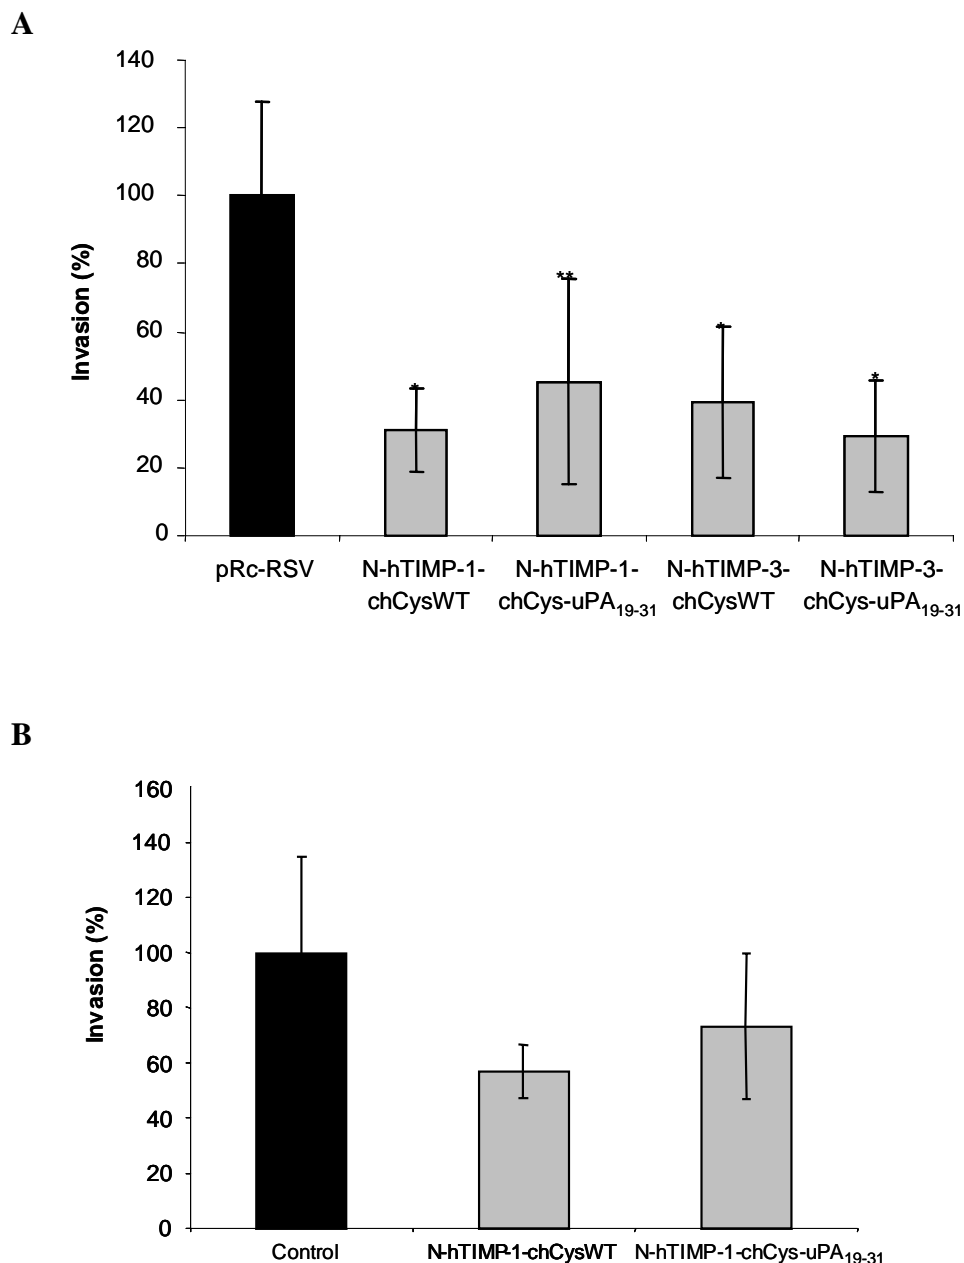 A
140
120
100
80
60
40
20
0
Invasion (%)
*
**
*
*
pRc-RSV
N-hTIMP-1-
chCysWT
N-hTIMP-1-
chCys-uPA19-31
N-hTIMP-3-
chCysWT
N-hTIMP-3-
chCys-uPA19-31
B
160
140
120
100
80
60
40
20
0
Invasion (%)
Control
N-hTIMP-1-chCysWT
N-hTIMP-1-chCys-uPA19-31